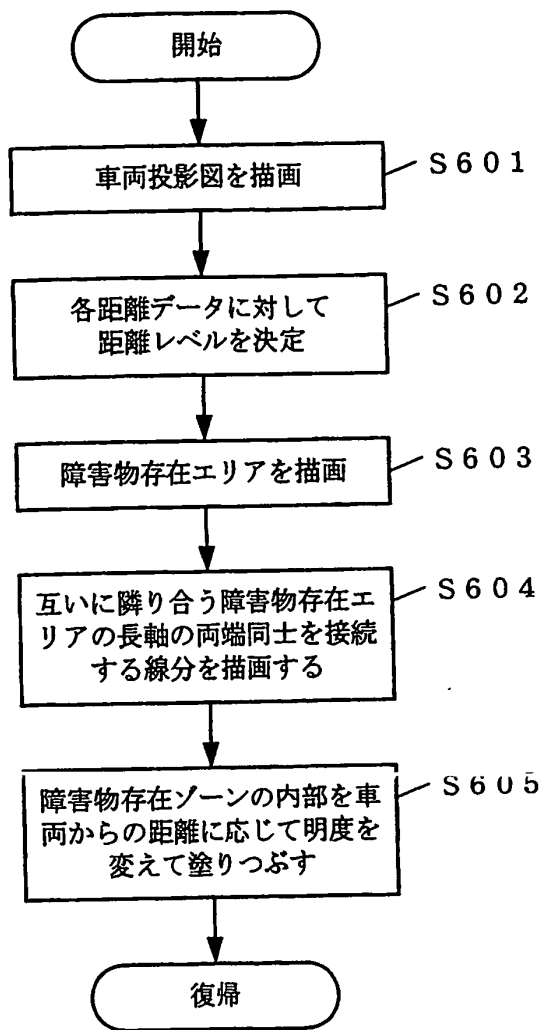 開始
車両投影図を描画
S601
各距離データに対して
距離レベルを決定
S602
障害物存在エリアを描画
S603
互いに隣り合う障害物存在エ
リアの長軸の両端同士を接続
する線分を描画する
S604
障害物存在ゾーンの内部を車
両からの距離に応じて明度を
変えて塗りつぶす
S605
復帰